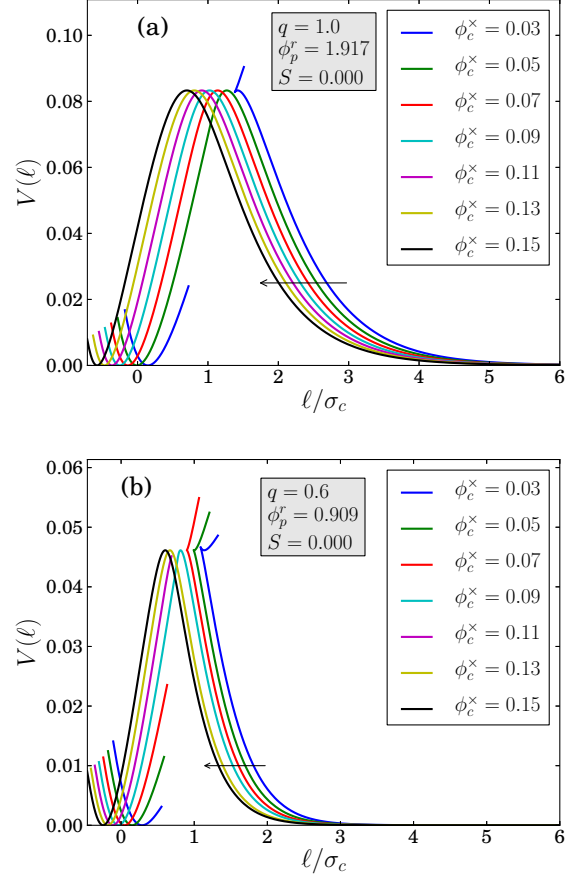 (a)
q = 1.0
ϕ_p^r = 1.917
S = 0.000
ϕ_c^× = 0.03
ϕ_c^× = 0.05
ϕ_c^× = 0.07
ϕ_c^× = 0.09
ϕ_c^× = 0.11
ϕ_c^× = 0.13
ϕ_c^× = 0.15
0.10
0.08
0.06
0.04
0.02
0.00
V(ℓ)
0 1 2 3 4 5 6
ℓ/σ_c
(b)
q = 0.6
ϕ_p^r = 0.909
S = 0.000
ϕ_c^× = 0.03
ϕ_c^× = 0.05
ϕ_c^× = 0.07
ϕ_c^× = 0.09
ϕ_c^× = 0.11
ϕ_c^× = 0.13
ϕ_c^× = 0.15
0.06
0.05
0.04
0.03
0.02
0.01
0.00
V(ℓ)
0 1 2 3 4 5 6
ℓ/σ_c